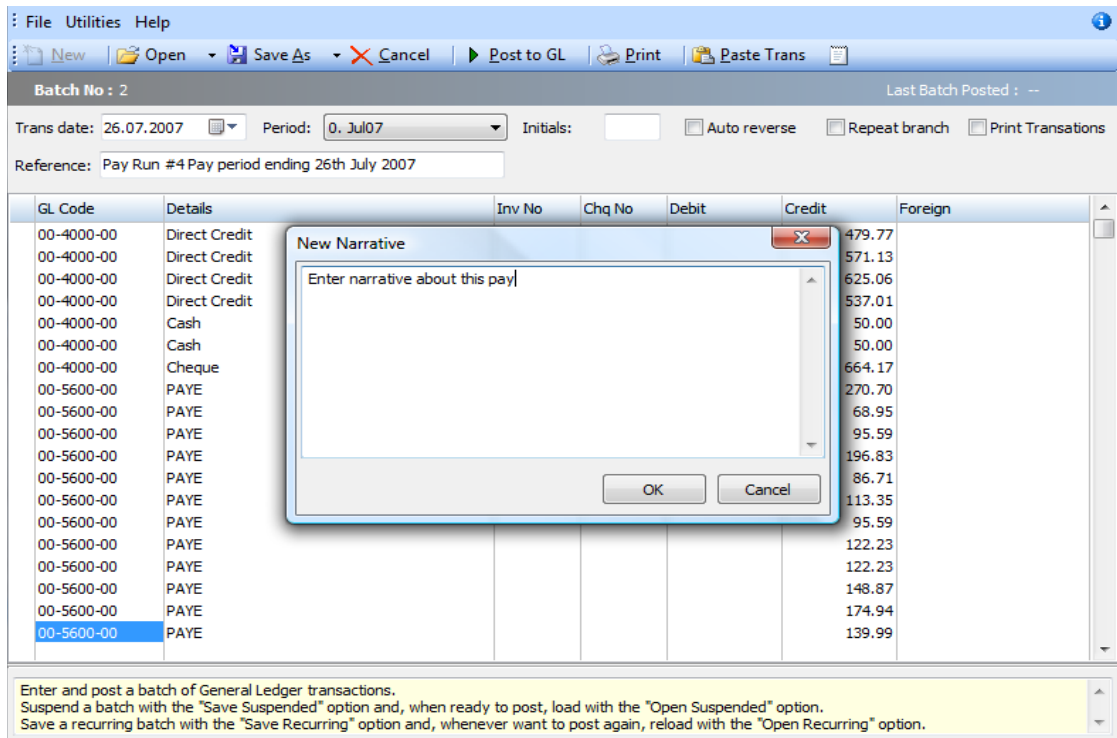 File Utilities Help
New Open Save As Cancel Post to GL Print Paste Trans
Batch No : 2 Last Batch Posted : --
Trans date: 26.07.2007 Period: 0. Jul07 Initials: Auto reverse Repeat branch Print Transations
Reference: Pay Run #4 Pay period ending 26th July 2007
GL Code Details Inv No Chq No Debit Credit Foreign
00-4000-00 Direct Credit 479.77
00-4000-00 Direct Credit 571.13
00-4000-00 Direct Credit 625.06
00-4000-00 Direct Credit 537.01
00-4000-00 Cash 50.00
00-4000-00 Cash 50.00
00-4000-00 Cheque 664.17
00-5600-00 PAYE 270.70
00-5600-00 PAYE 68.95
00-5600-00 PAYE 95.59
00-5600-00 PAYE 196.83
00-5600-00 PAYE 86.71
00-5600-00 PAYE 113.35
00-5600-00 PAYE 95.59
00-5600-00 PAYE 122.23
00-5600-00 PAYE 122.23
00-5600-00 PAYE 148.87
00-5600-00 PAYE 174.94
00-5600-00 PAYE 139.99
New Narrative
Enter narrative about this pay
OK Cancel
Enter and post a batch of General Ledger transactions.
Suspend a batch with the "Save Suspended" option and, when ready to post, load with the "Open Suspended" option.
Save a recurring batch with the "Save Recurring" option and, whenever want to post again, reload with the "Open Recurring" option.